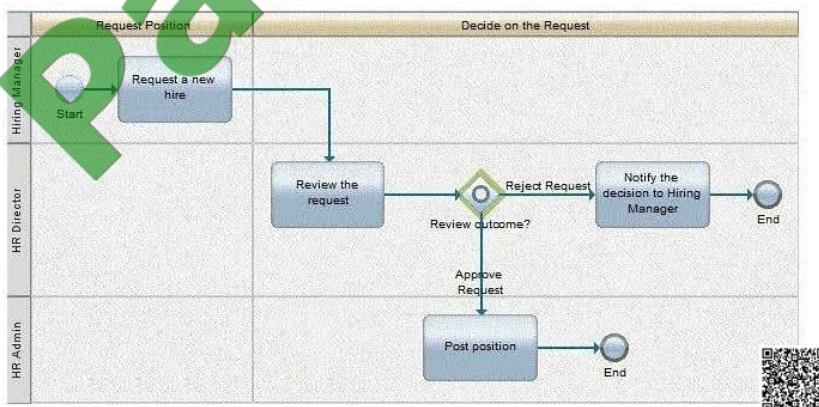 Request Position
Decide on the Request
Hiring Manager
Request a new
hire
Start
HR Director
Review the
request
Review outcome?
Reject Request
Notify the
decision to Hiring
Manager
End
Approve
Request
HR Admin
Post position
End
Pa